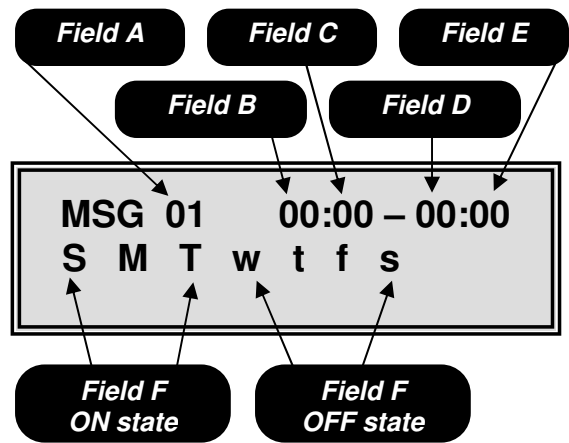 Field A
Field C
Field E
Field B
Field D
MSG 01 00:00 – 00:00
S M T w t f s
Field F
ON state
Field F
OFF state